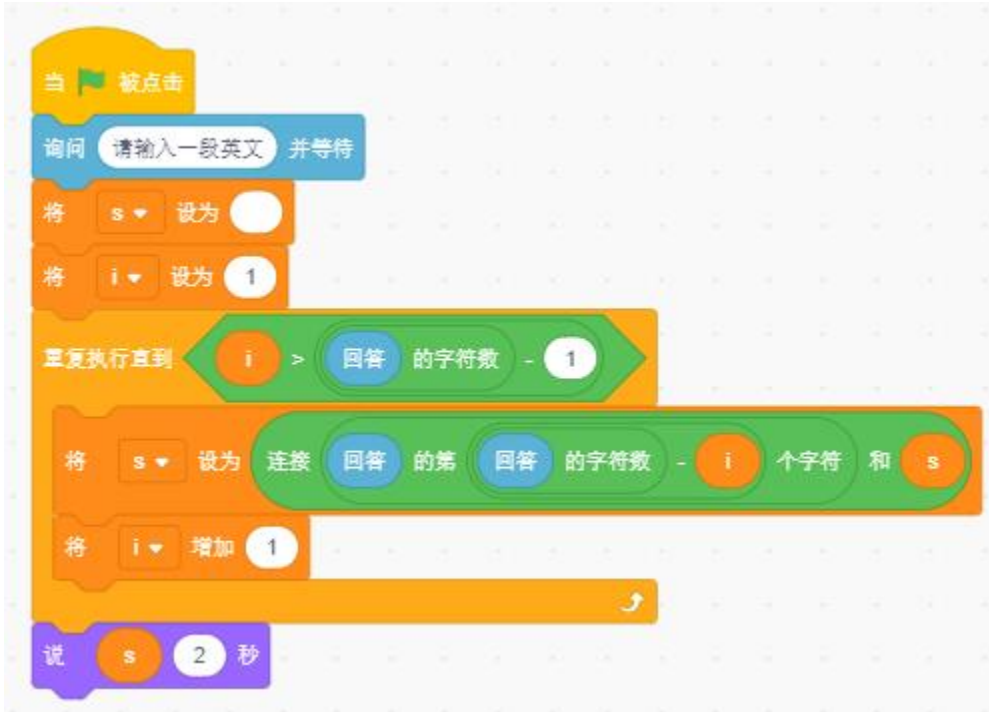 当 被点击
询问 请输入一段英文 并等待
将 s 设为
将 i 设为 1
重复执行直到 i > 回答 的字符数 - 1
将 s 设为 连接 回答 的第 回答 的字符数 - i 个字符 和 s
将 i 增加 1
说 s 2 秒